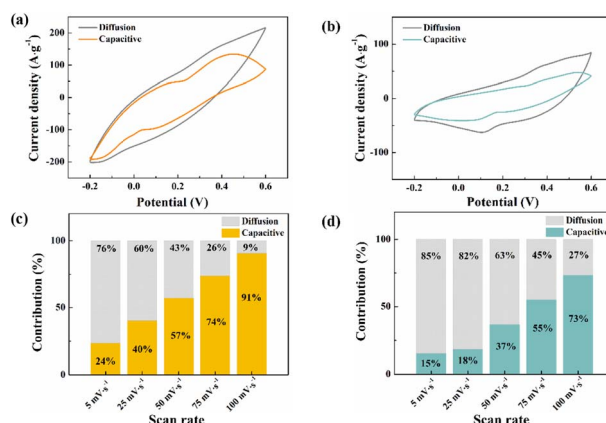 (a)
Diffusion
Capacitive
Current density (A·g⁻¹)
200
100
0
-100
-200
-0.2 0.0 0.2 0.4 0.6
Potential (V)
(b)
Diffusion
Capacitive
Current density (A·g⁻¹)
100
0
-100
-0.2 0.0 0.2 0.4 0.6
Potential (V)
(c)
Diffusion
Capacitive
Contribution (%)
100
50
0
76% 60% 43% 26% 9%
24% 40% 57% 74% 91%
5 mV·s⁻¹ 25 mV·s⁻¹ 50 mV·s⁻¹ 75 mV·s⁻¹ 100 mV·s⁻¹
Scan rate
(d)
Diffusion
Capacitive
Contribution (%)
100
50
0
85% 82% 63% 45% 27%
15% 18% 37% 55% 73%
5 mV·s⁻¹ 25 mV·s⁻¹ 50 mV·s⁻¹ 75 mV·s⁻¹ 100 mV·s⁻¹
Scan rate